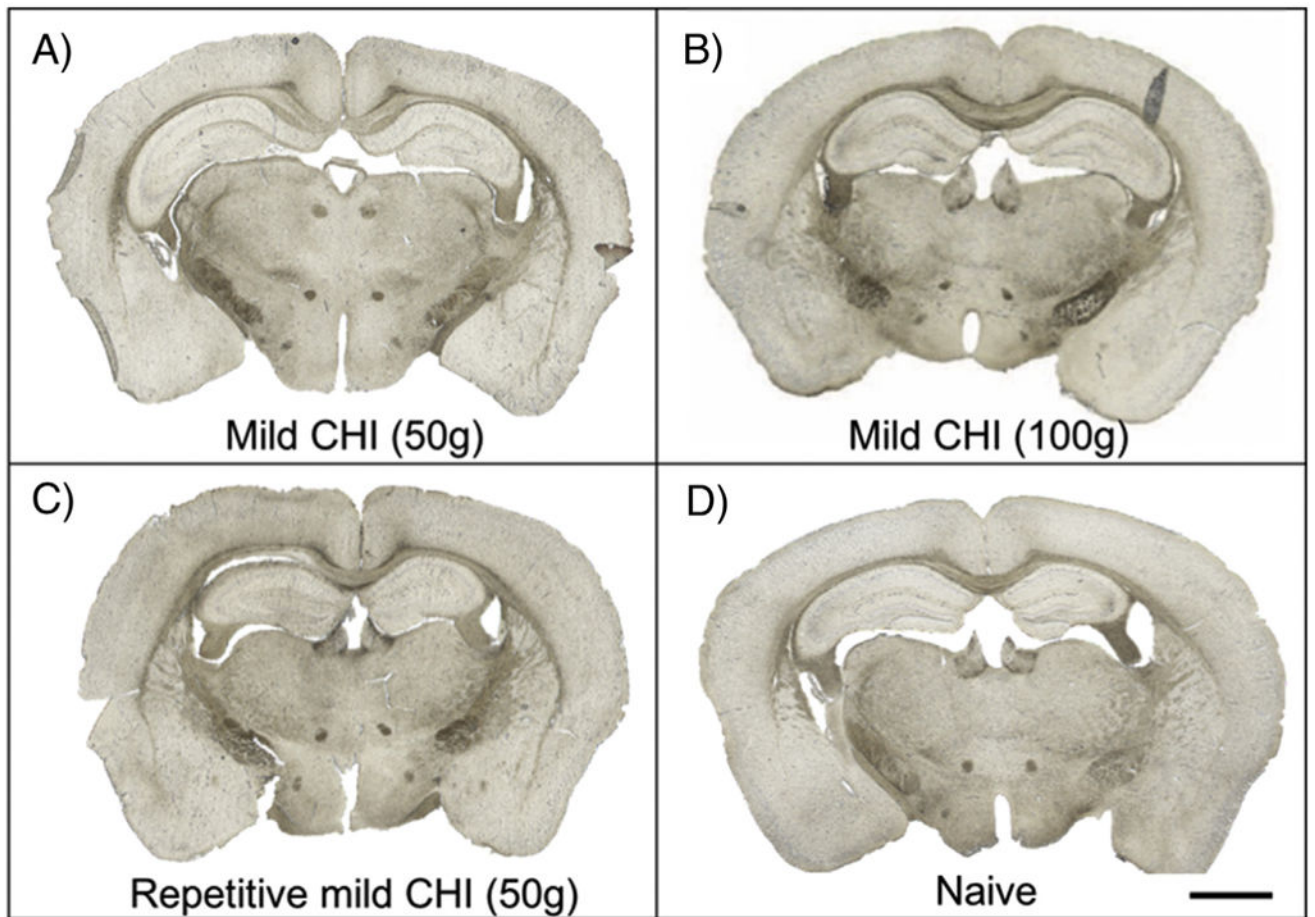 A)
B)
Mild CHI (50g)
Mild CHI (100g)
C)
D)
Repetitive mild CHI (50g)
Naive